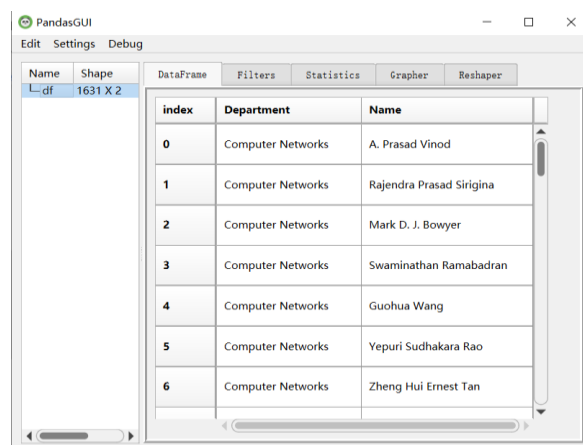 PandasGUI
Edit Settings Debug
Name Shape
df 1631 X 2
DataFrame Filters Statistics Grapher Reshaper
index Department Name
0 Computer Networks A. Prasad Vinod
1 Computer Networks Rajendra Prasad Sirigina
2 Computer Networks Mark D. J. Bowyer
3 Computer Networks Swaminathan Ramabadran
4 Computer Networks Guohua Wang
5 Computer Networks Yepuri Sudhakara Rao
6 Computer Networks Zheng Hui Ernest Tan